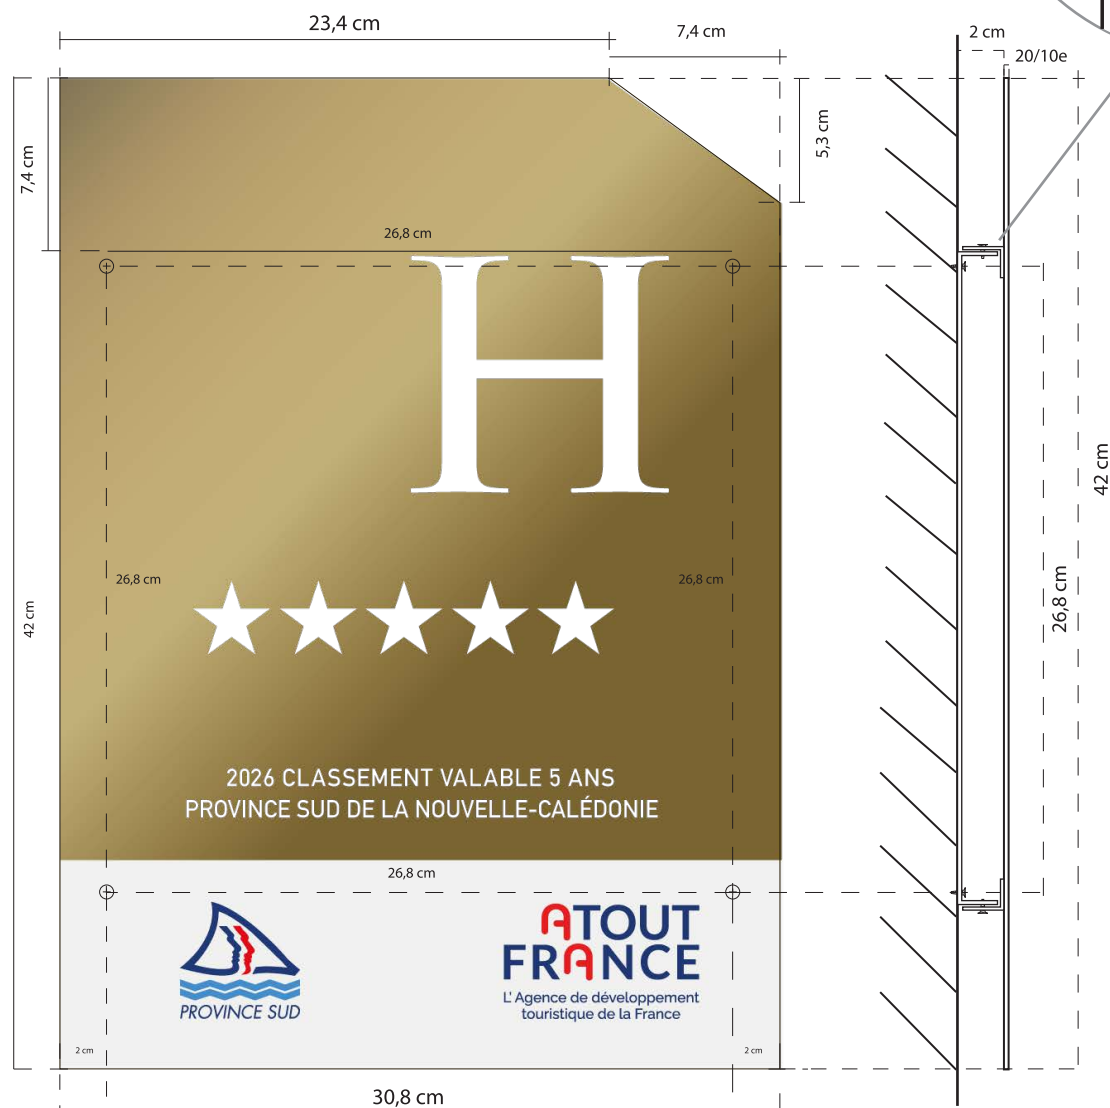 23,4 cm
7,4 cm
2 cm
20/10e
7,4 cm
5,3 cm
26,8 cm
H
42 cm
26,8 cm
26,8 cm
26,8 cm
42 cm
2026 CLASSEMENT VALABLE 5 ANS
PROVINCE SUD DE LA NOUVELLE-CALÉDONIE
26,8 cm
PROVINCE SUD
ATOUT
FRANCE
L'Agence de développement
touristique de la France
2 cm
2 cm
30,8 cm